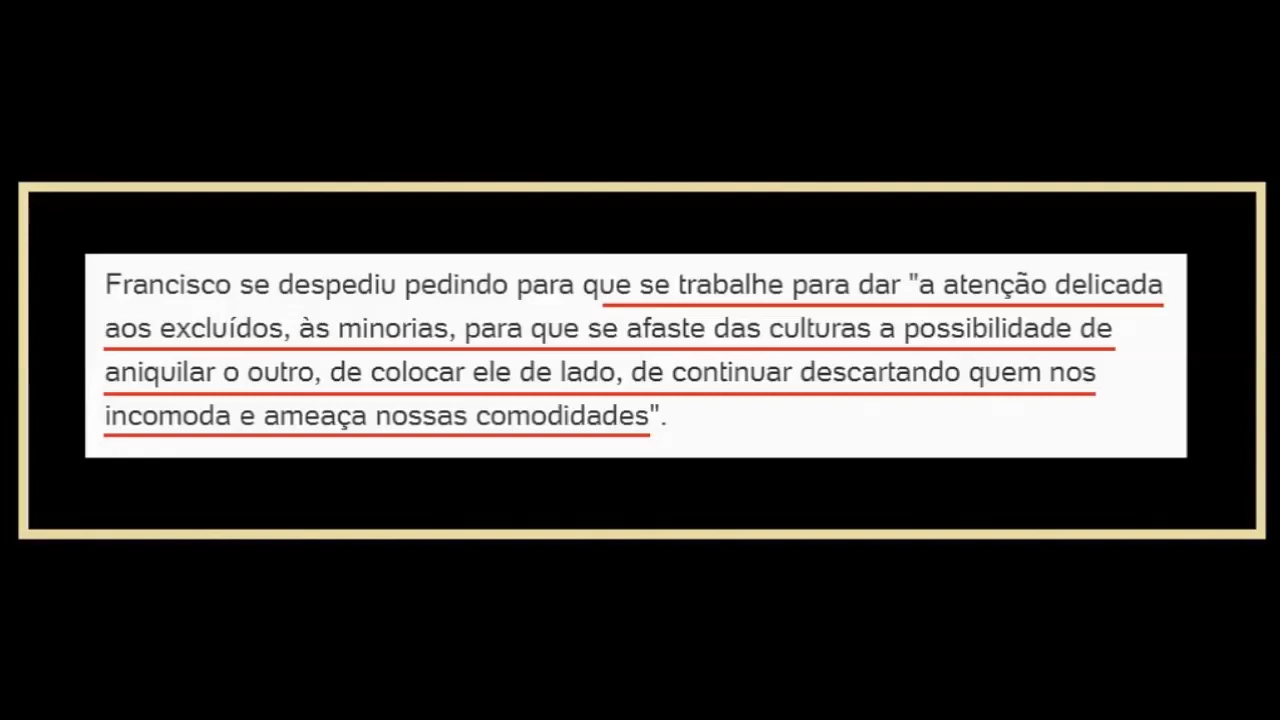 Francisco se despediu pedindo para que se trabalhe para dar "a atenção delicada
aos excluídos, às minorias, para que se afaste das culturas a possibilidade de
aniquilar o outro, de colocar ele de lado, de continuar descartando quem nos
incomoda e ameaça nossas comodidades".